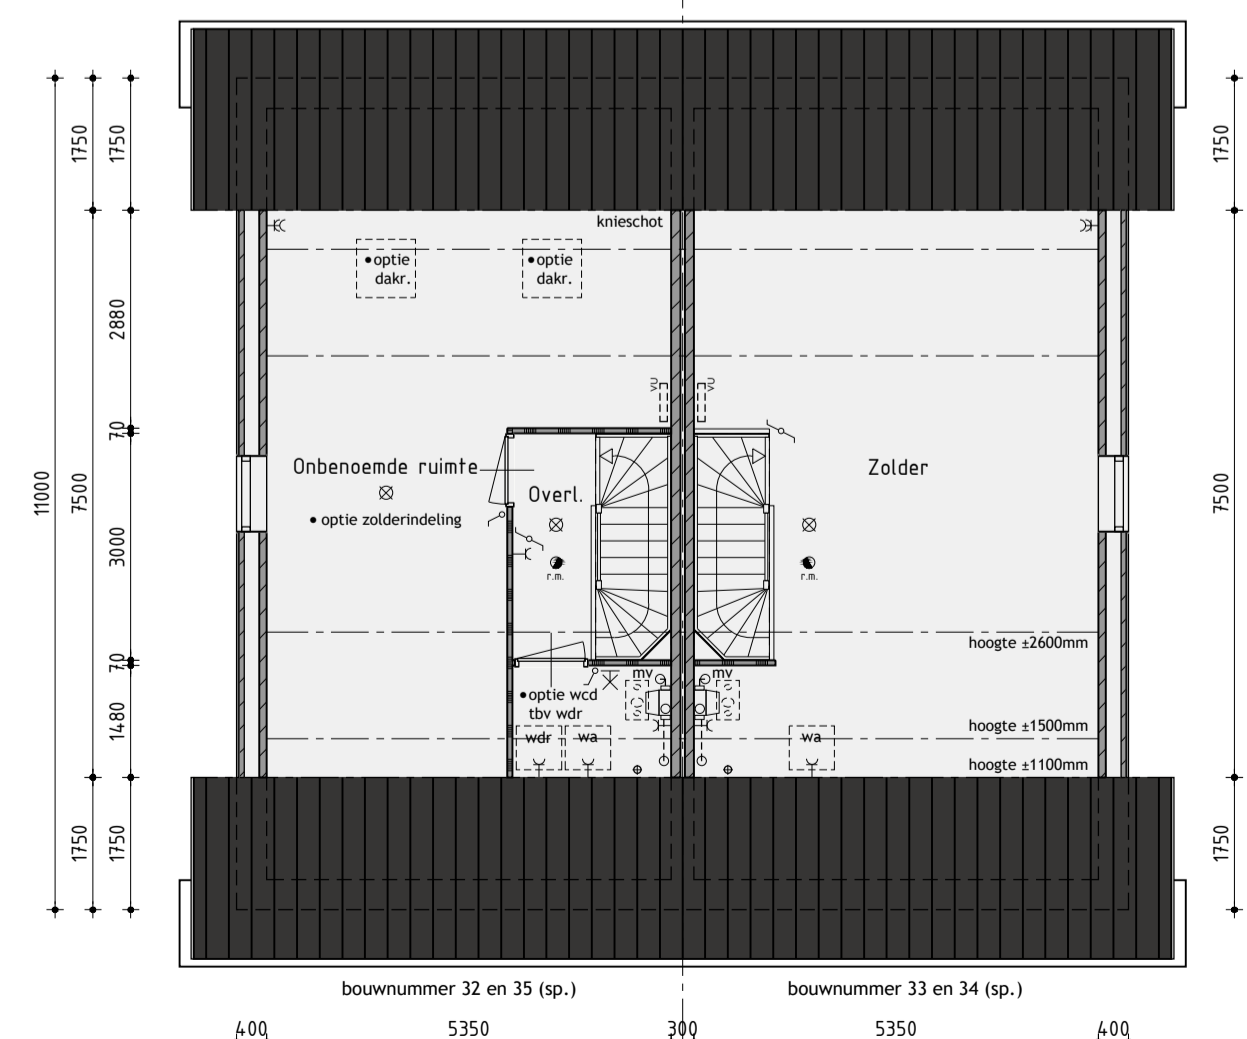 knieschot
• optie
dakr.
• optie
dakr.
VU
VU
Onbenoemde ruimte
Overl.
Zolder
• optie zolderindeling
r.m.
r.m.
hoogte ±2600mm
mv
mv
• optie wcd
tbv wdr
hoogte ±1500mm
wdr
wa
wa
hoogte ±1100mm
11000
1750
7500
1750
1750
2880
70
3000
70
1480
1750
1750
7500
1750
bouwnummer 32 en 35 (sp.)
bouwnummer 33 en 34 (sp.)
400
5350
300
5350
400